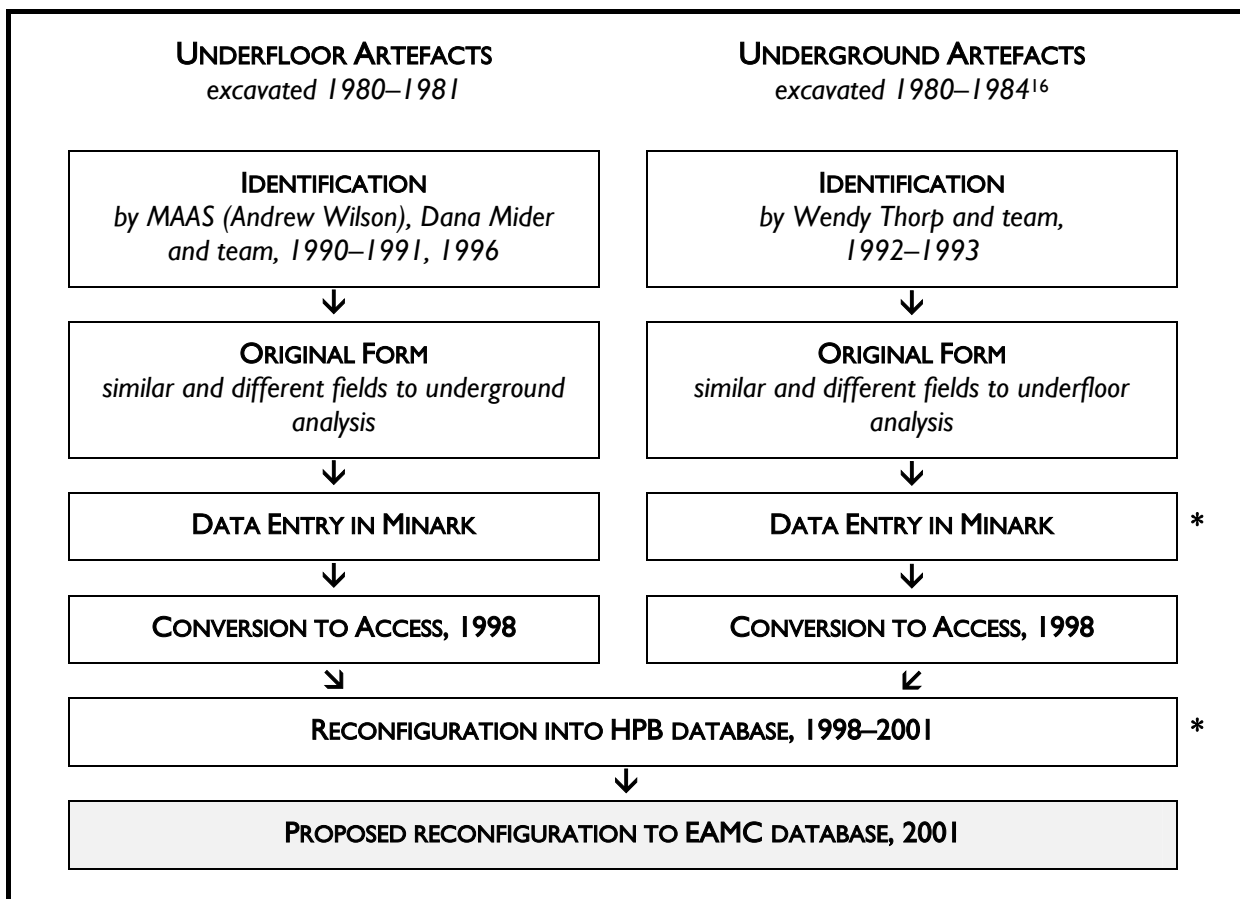 UNDERFLOOR ARTEFACTS
excavated 1980–1981
UNDERGROUND ARTEFACTS
excavated 1980–1984¹⁶
IDENTIFICATION
by MAAS (Andrew Wilson), Dana Mider
and team, 1990–1991, 1996
IDENTIFICATION
by Wendy Thorp and team,
1992–1993
ORIGINAL FORM
similar and different fields to underground
analysis
ORIGINAL FORM
similar and different fields to underfloor
analysis
DATA ENTRY IN MINARK
DATA ENTRY IN MINARK *
CONVERSION TO ACCESS, 1998
CONVERSION TO ACCESS, 1998
RECONFIGURATION INTO HPB DATABASE, 1998–2001 *
PROPOSED RECONFIGURATION TO EAMC DATABASE, 2001